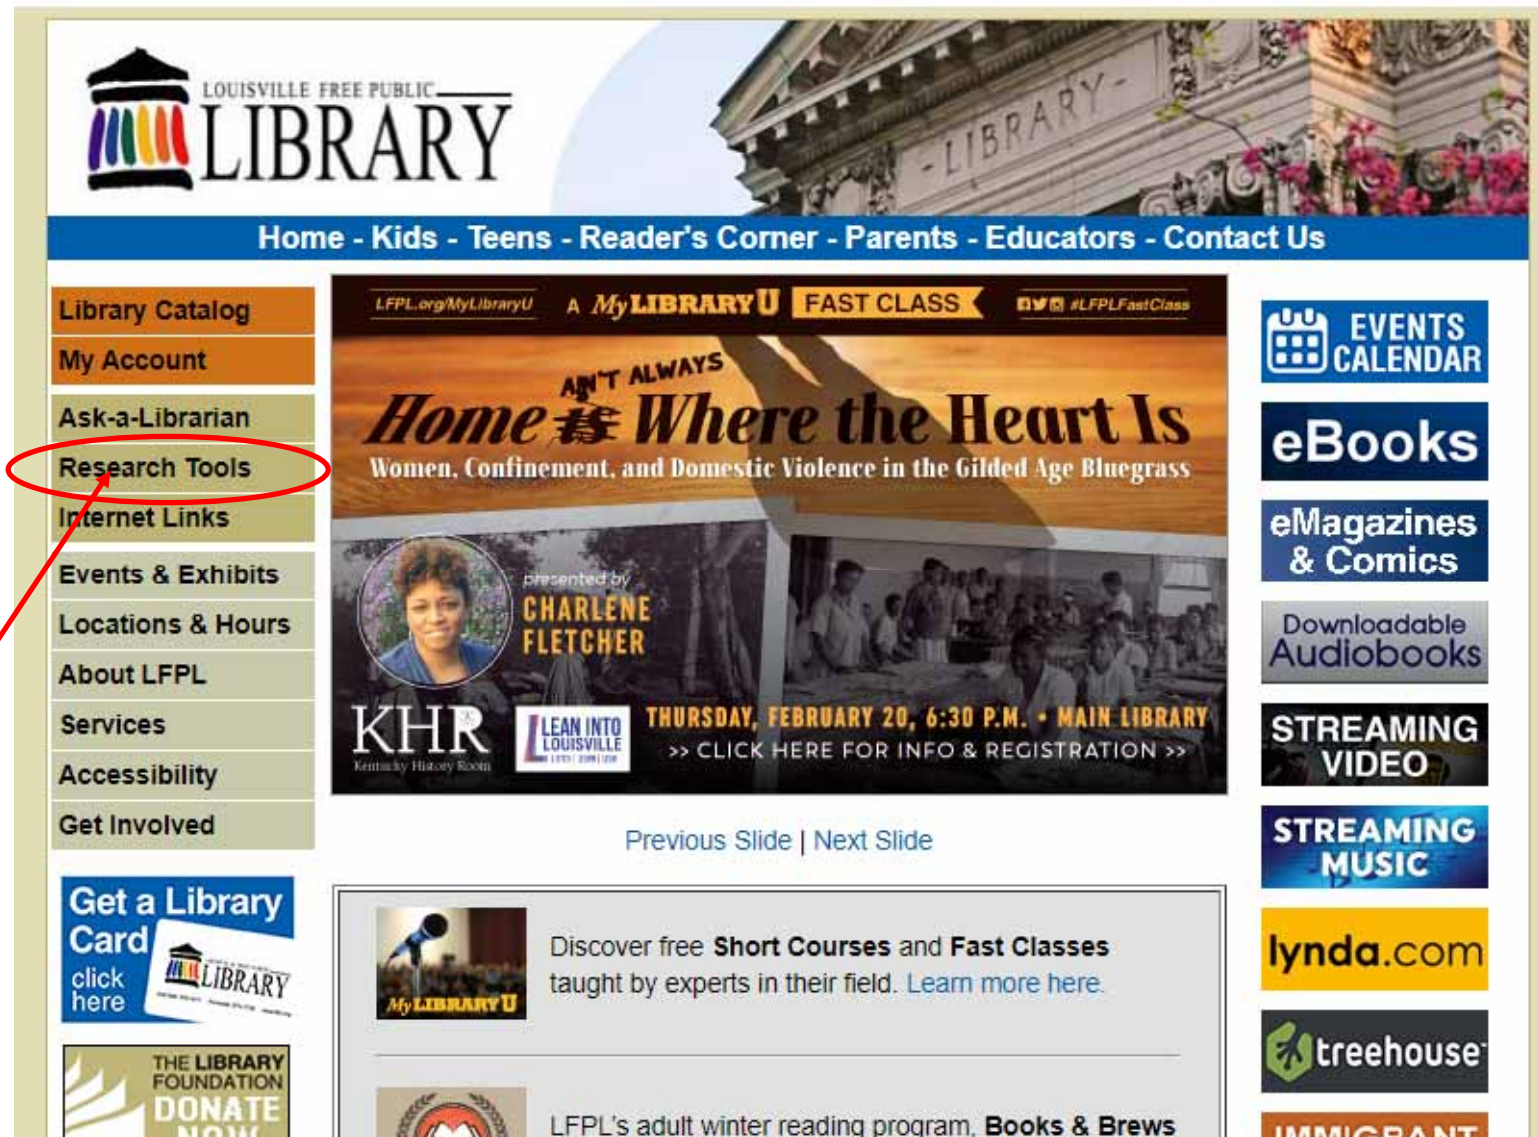 LOUISVILLE FREE PUBLIC
LIBRARY
- LIBRARY -
Home - Kids - Teens - Reader's Corner - Parents - Educators - Contact Us
Library Catalog
My Account
Ask-a-Librarian
Research Tools
Internet Links
Events & Exhibits
Locations & Hours
About LFPL
Services
Accessibility
Get Involved
Get a Library
Card
click
here
LIBRARY
THE LIBRARY
FOUNDATION
DONATE
NOW
LFPL.org/MyLibraryU A My LIBRARY U FAST CLASS #LFPLFastClass
AIN'T ALWAYS
Home is Where the Heart Is
Women, Confinement, and Domestic Violence in the Gilded Age Bluegrass
presented by
CHARLENE
FLETCHER
KHR
Kentucky History Room
LEAN INTO
LOUISVILLE
THURSDAY, FEBRUARY 20, 6:30 P.M. • MAIN LIBRARY
>> CLICK HERE FOR INFO & REGISTRATION >>
Previous Slide | Next Slide
My LIBRARY U
Discover free Short Courses and Fast Classes
taught by experts in their field. Learn more here.
LFPL's adult winter reading program, Books & Brews
EVENTS
CALENDAR
eBooks
eMagazines
& Comics
Downloadable
Audiobooks
STREAMING
VIDEO
STREAMING
MUSIC
lynda.com
treehouse
IMMIGRANT